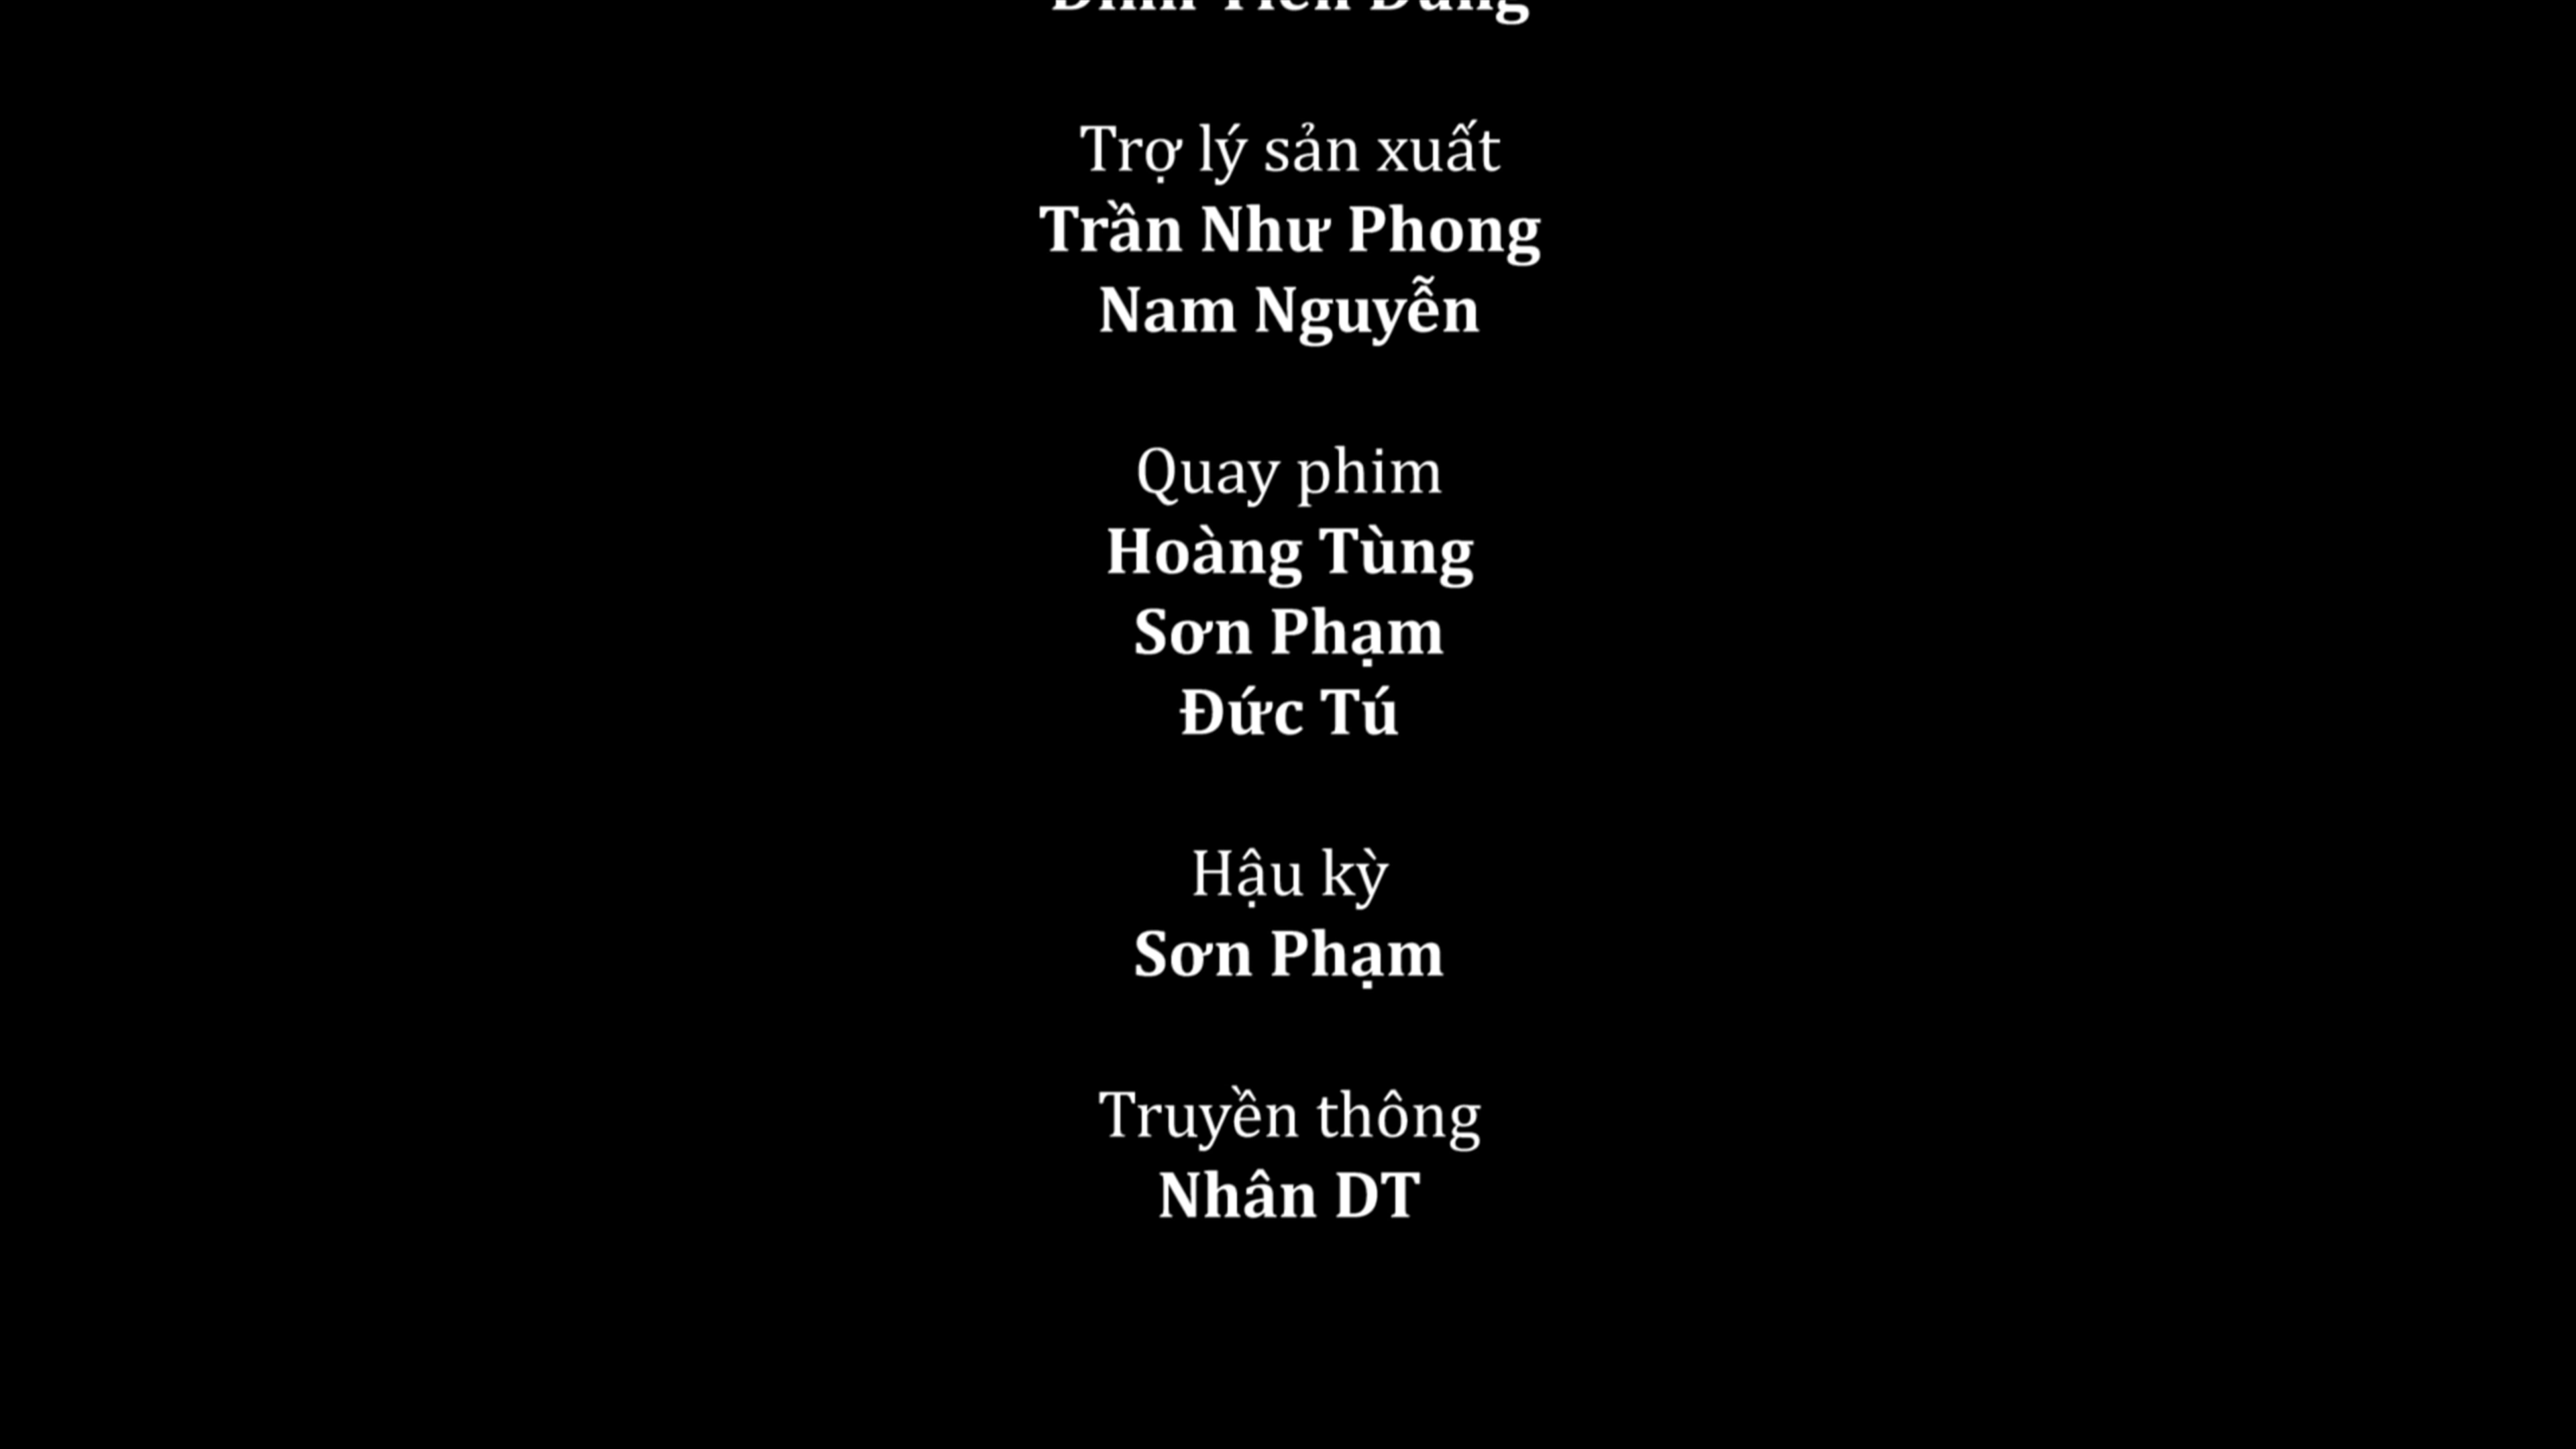 Trợ lý sản xuất
Trần Như Phong
Nam Nguyễn
Quay phim
Hoàng Tùng
Sơn Phạm
Đức Tú
Hậu kỳ
Sơn Phạm
Truyền thông
Nhân DT